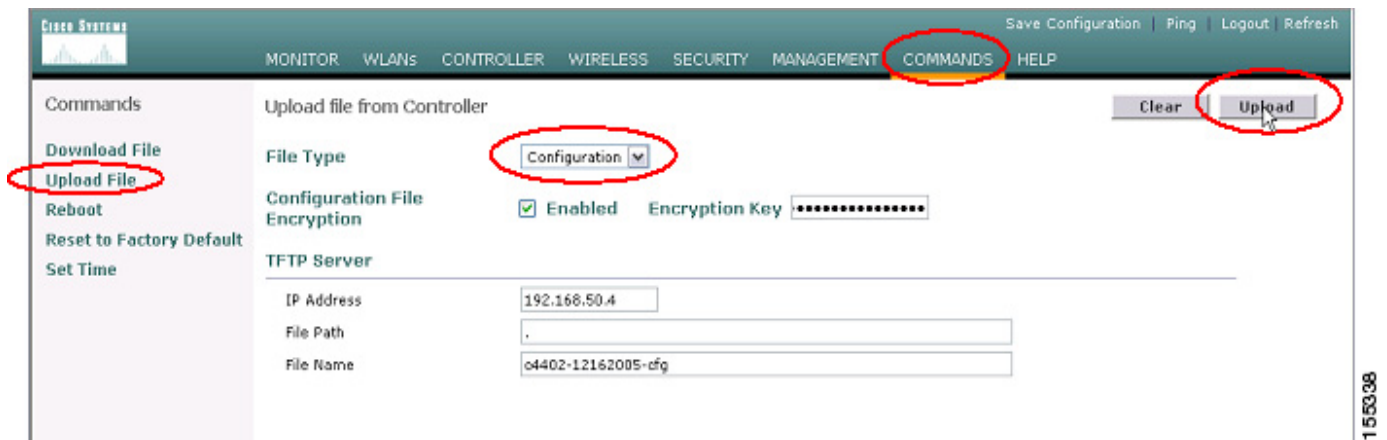 CISCO SYSTEMS
Save Configuration | Ping | Logout | Refresh
MONITOR WLANs CONTROLLER WIRELESS SECURITY MANAGEMENT COMMANDS HELP
Commands
Download File
Upload File
Reboot
Reset to Factory Default
Set Time
Upload file from Controller
Clear
Upload
File Type
Configuration
Configuration File
Encryption
Enabled
Encryption Key
•••••••••••••••
TFTP Server
IP Address
192.168.50.4
File Path
.
File Name
c4402-12162005-cfg
155338